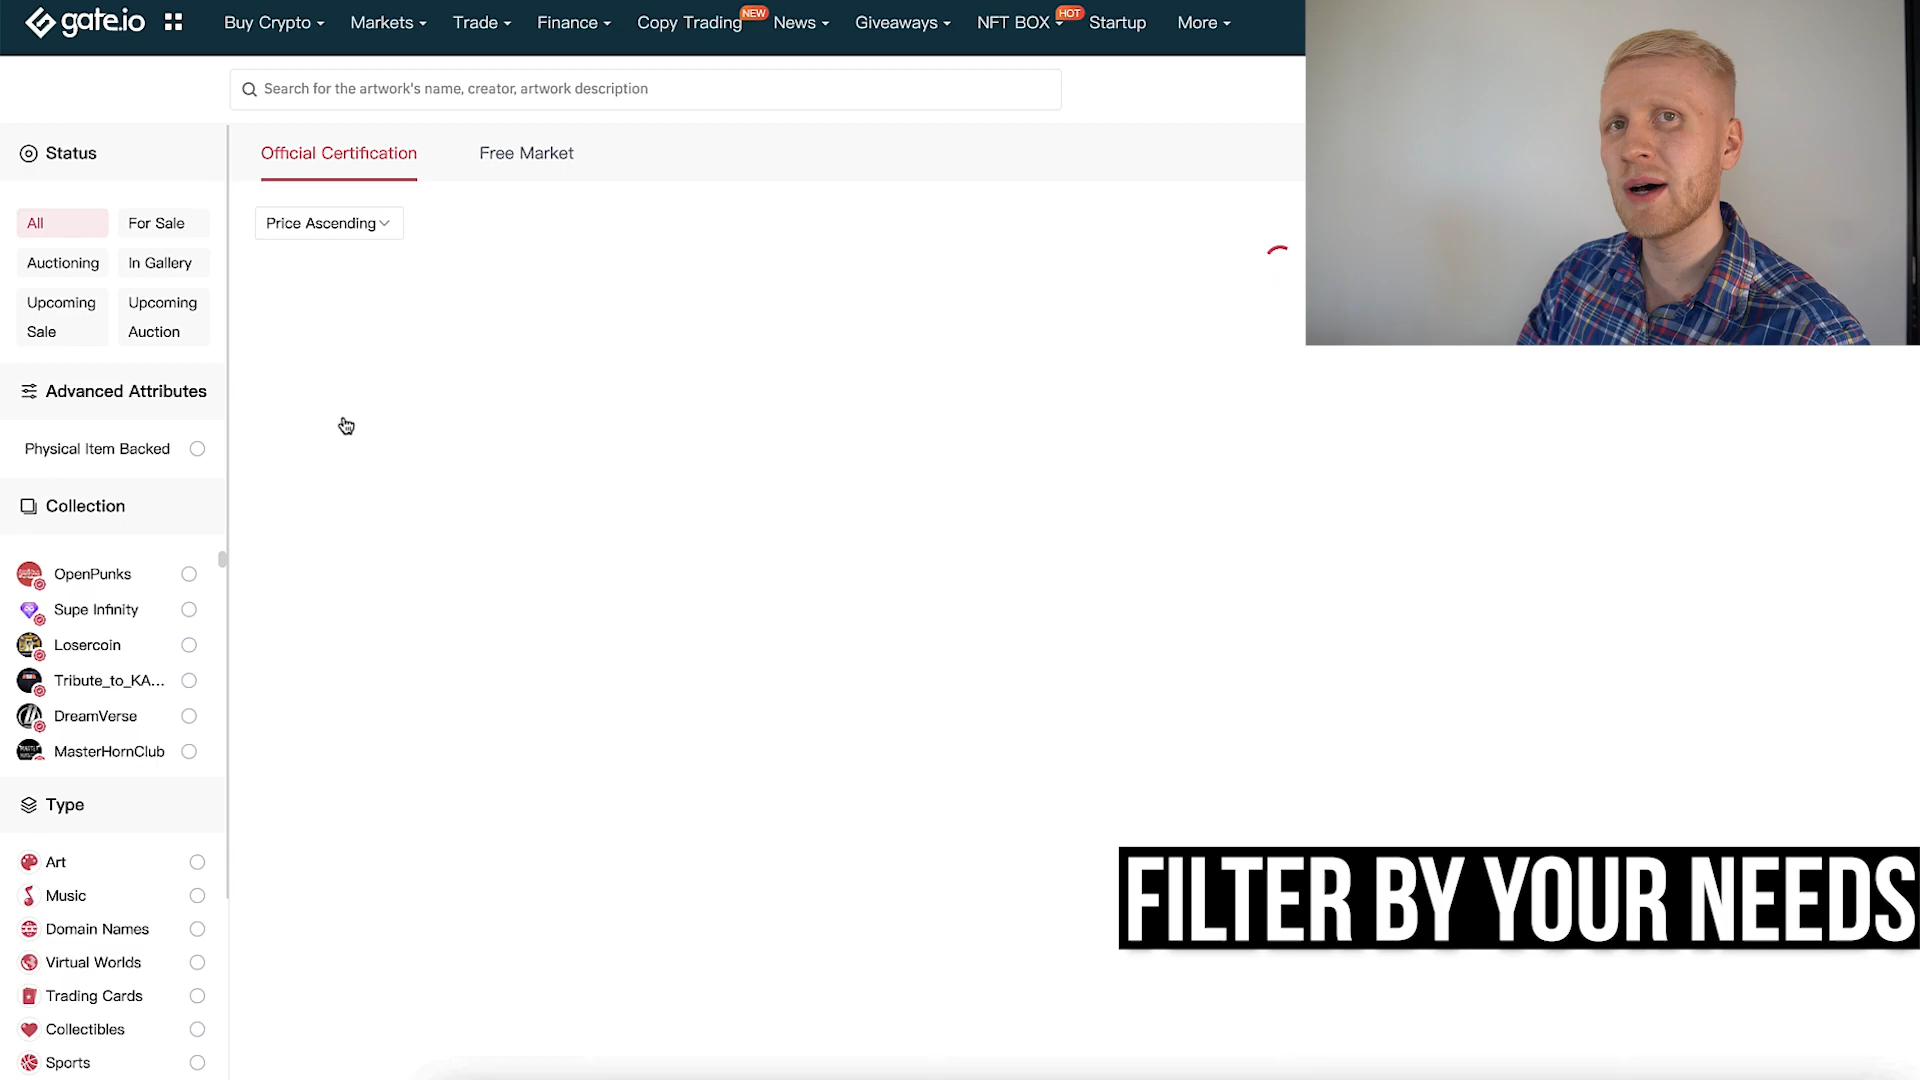 gate.io
Buy Crypto
Markets
Trade
Finance
Copy Trading
NEW
News
Giveaways
NFT BOX
HOT
Startup
More
Search for the artwork's name, creator, artwork description
Status
Official Certification
Free Market
All
For Sale
Price Ascending
Auctioning
In Gallery
Upcoming
Sale
Upcoming
Auction
Advanced Attributes
Physical Item Backed
Collection
OpenPunks
Supe Infinity
Losercoin
Tribute_to_KA...
DreamVerse
MasterHornClub
Type
Art
Music
Domain Names
Virtual Worlds
Trading Cards
Collectibles
Sports
FILTER BY YOUR NEEDS